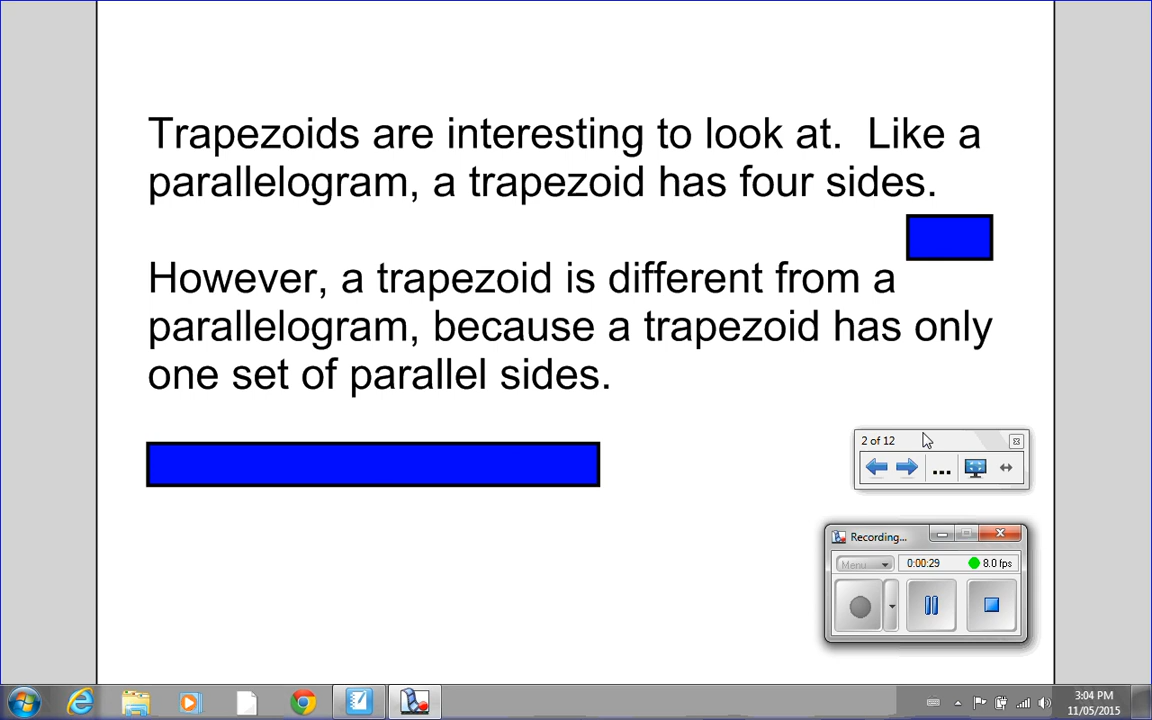 Trapezoids are interesting to look at.  Like a
parallelogram, a trapezoid has four sides.
However, a trapezoid is different from a
parallelogram, because a trapezoid has only
one set of parallel sides.
2 of 12
...
Recording...
Menu
0:00:29
8.0 fps
3:04 PM
11/05/2015